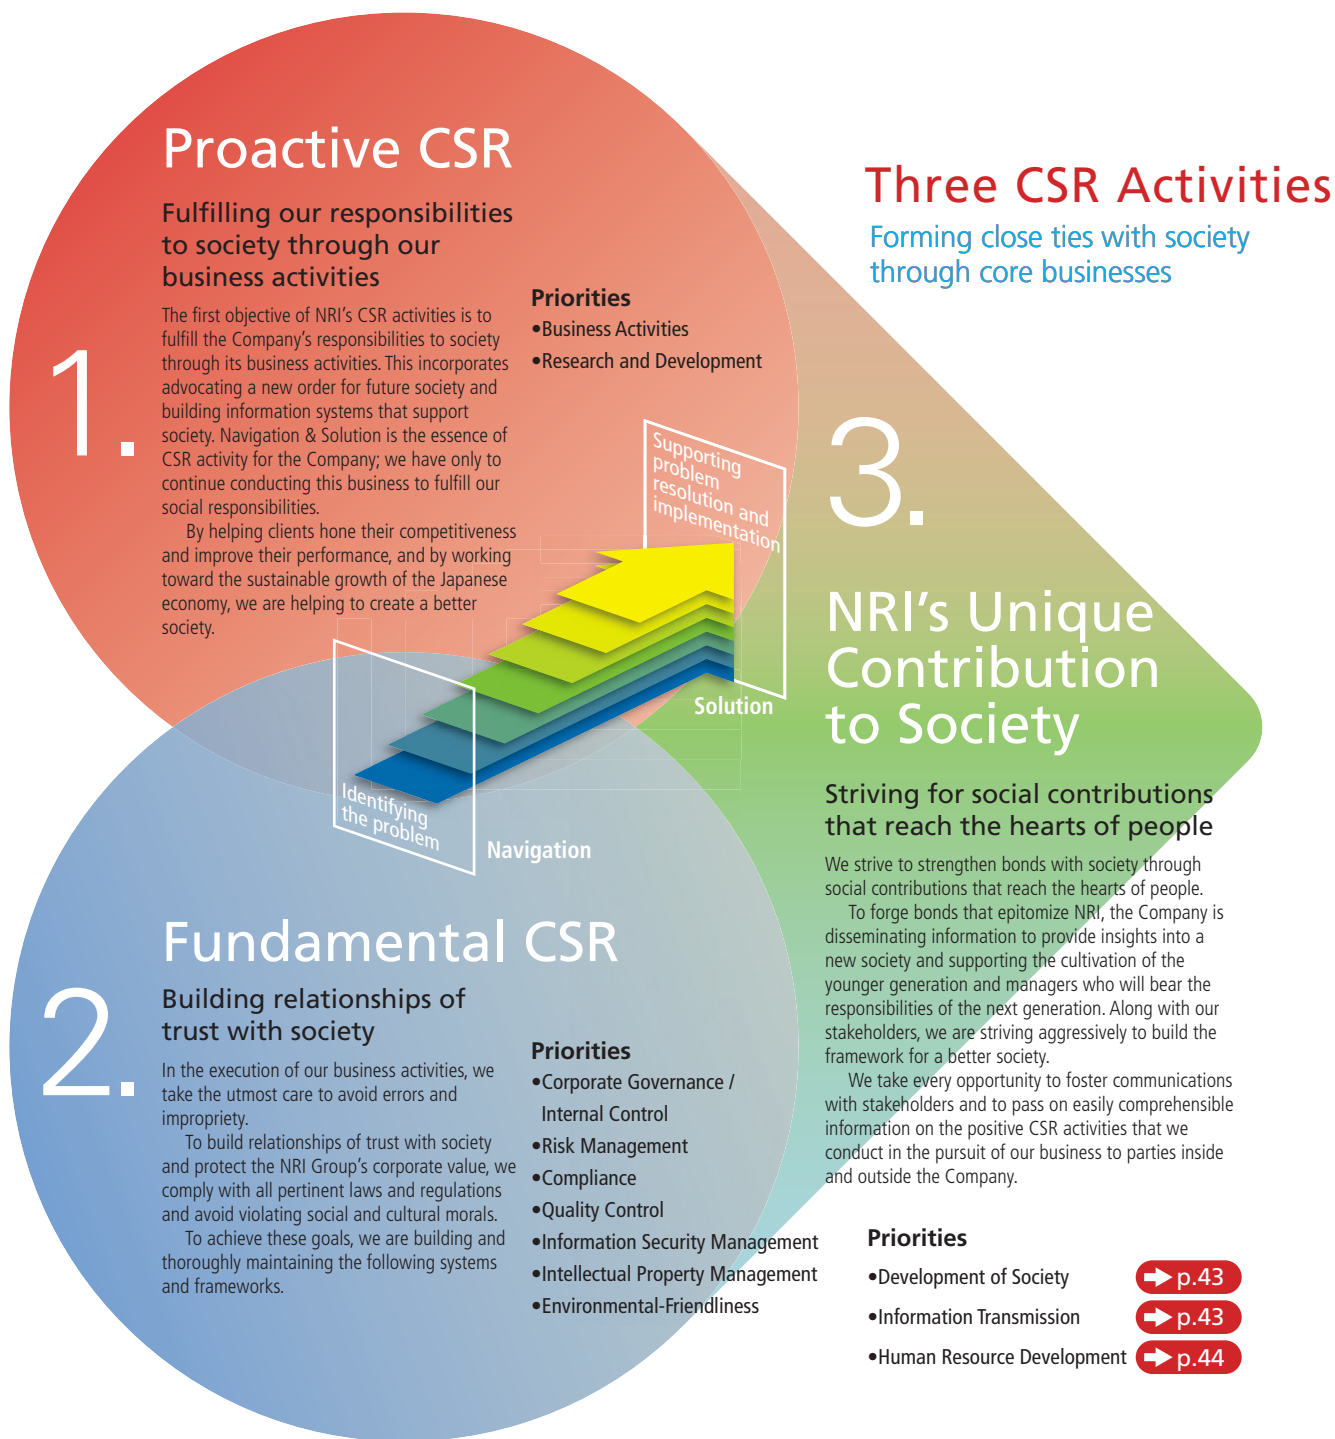 Three CSR Activities
Forming close ties with society
through core businesses
1.
Proactive CSR
Fulfilling our responsibilities
to society through our
business activities
The first objective of NRI’s CSR activities is to
fulfill the Company’s responsibilities to society
through its business activities. This incorporates
advocating a new order for future society and
building information systems that support
society. Navigation & Solution is the essence of
CSR activity for the Company; we have only to
continue conducting this business to fulfill our
social responsibilities.
By helping clients hone their competitiveness
and improve their performance, and by working
toward the sustainable growth of the Japanese
economy, we are helping to create a better
society.
Priorities
•Business Activities
•Research and Development
Supporting
problem
resolution and
implementation
Solution
Identifying
the problem
Navigation
2.
Fundamental CSR
Building relationships of
trust with society
In the execution of our business activities, we
take the utmost care to avoid errors and
impropriety.
To build relationships of trust with society
and protect the NRI Group’s corporate value, we
comply with all pertinent laws and regulations
and avoid violating social and cultural morals.
To achieve these goals, we are building and
thoroughly maintaining the following systems
and frameworks.
Priorities
•Corporate Governance /
Internal Control
•Risk Management
•Compliance
•Quality Control
•Information Security Management
•Intellectual Property Management
•Environmental-Friendliness
3.
NRI’s Unique
Contribution
to Society
Striving for social contributions
that reach the hearts of people
We strive to strengthen bonds with society through
social contributions that reach the hearts of people.
To forge bonds that epitomize NRI, the Company is
disseminating information to provide insights into a
new society and supporting the cultivation of the
younger generation and managers who will bear the
responsibilities of the next generation. Along with our
stakeholders, we are striving aggressively to build the
framework for a better society.
We take every opportunity to foster communications
with stakeholders and to pass on easily comprehensible
information on the positive CSR activities that we
conduct in the pursuit of our business to parties inside
and outside the Company.
Priorities
•Development of Society p.43
•Information Transmission p.43
•Human Resource Development p.44